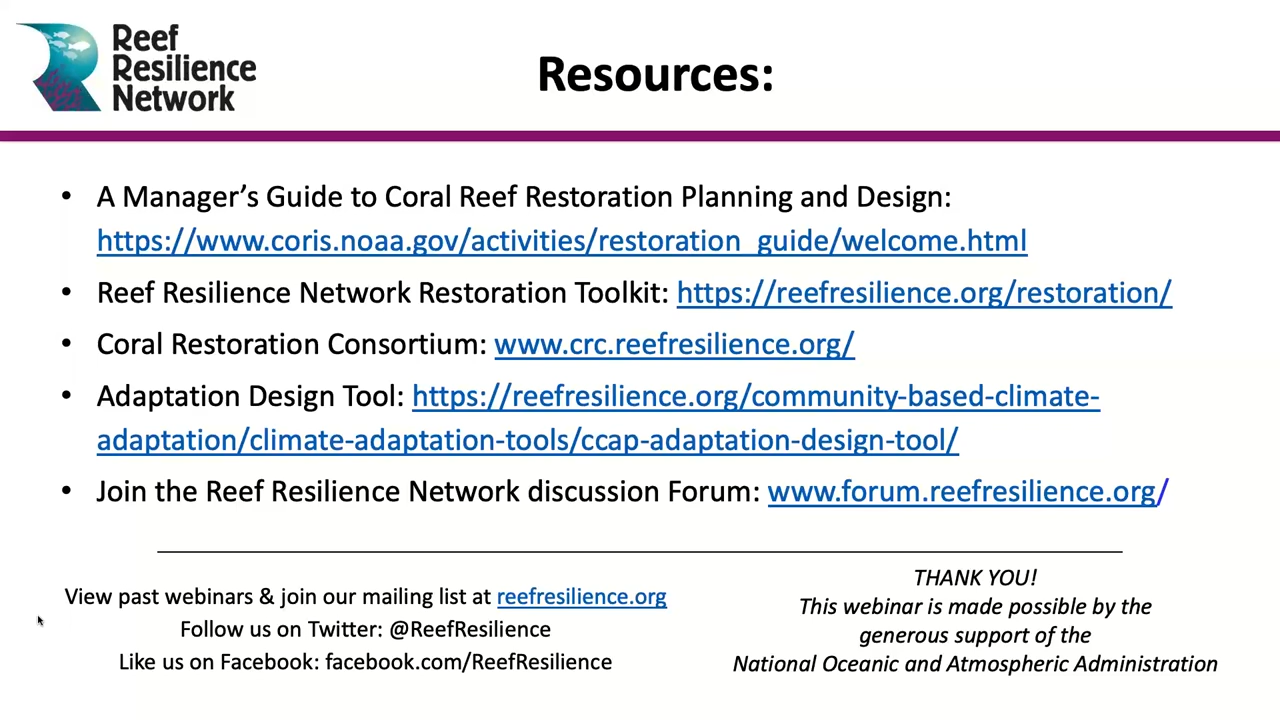 Reef
Resilience
Network
Resources:
• A Manager’s Guide to Coral Reef Restoration Planning and Design:
https://www.coris.noaa.gov/activities/restoration_guide/welcome.html
• Reef Resilience Network Restoration Toolkit: https://reefresilience.org/restoration/
• Coral Restoration Consortium: www.crc.reefresilience.org/
• Adaptation Design Tool: https://reefresilience.org/community-based-climate-
adaptation/climate-adaptation-tools/ccap-adaptation-design-tool/
• Join the Reef Resilience Network discussion Forum: www.forum.reefresilience.org/
View past webinars & join our mailing list at reefresilience.org
Follow us on Twitter: @ReefResilience
Like us on Facebook: facebook.com/ReefResilience
THANK YOU!
This webinar is made possible by the
generous support of the
National Oceanic and Atmospheric Administration